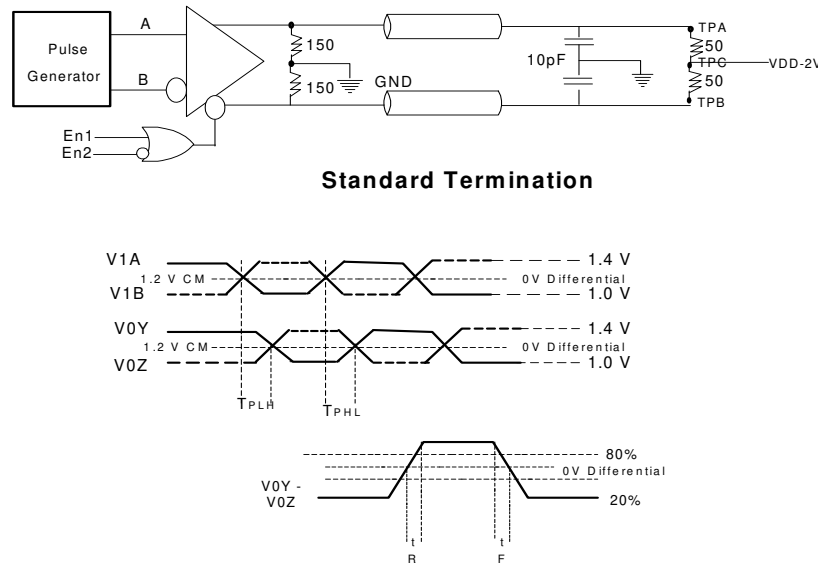 Pulse
Generator
A
B
En1
En2
150
150
GND
10pF
TPA
50
TPC
50
TPB
VDD-2V
Standard Termination
V1A
1.2 V CM
V1B
1.4 V
0V Differential
1.0 V
V0Y
1.2 V CM
V0Z
1.4 V
0V Differential
1.0 V
TPLH
TPHL
80%
0V Differential
V0Y -
V0Z
20%
t
R
t
F